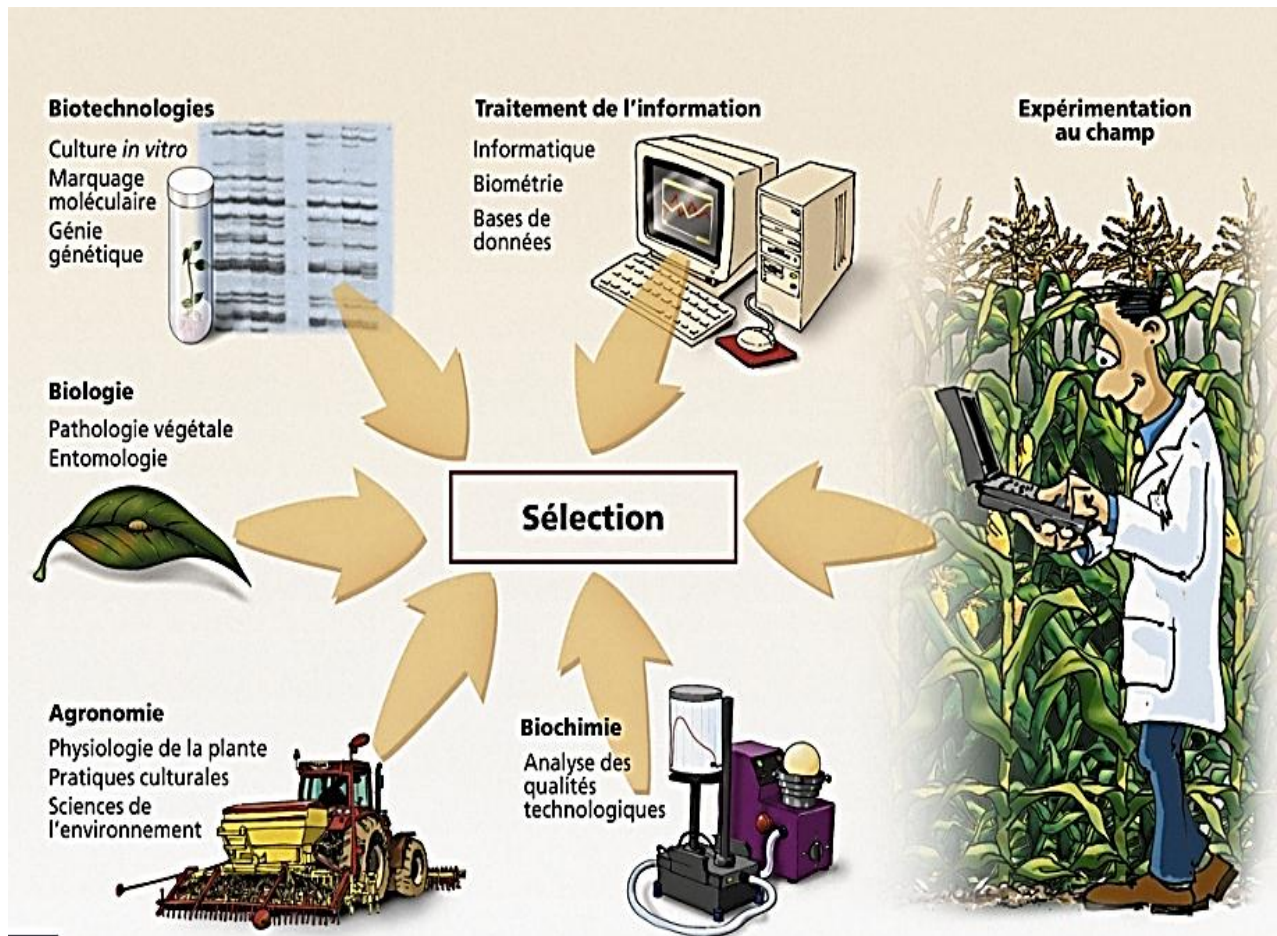 Biotechnologies
Culture in vitro
Marquage
moléculaire
Génie
génétique
Traitement de l'information
Informatique
Biométrie
Bases de
données
Expérimentation
au champ
Biologie
Pathologie végétale
Entomologie
Sélection
Agronomie
Physiologie de la plante
Pratiques culturales
Sciences de
l'environnement
Biochimie
Analyse des
qualités
technologiques